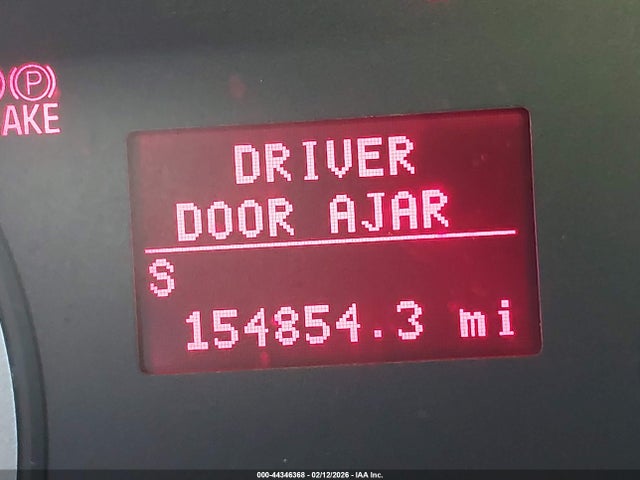 (P)
AKE
DRIVER
DOOR AJAR
S
154854.3 mi
000-44346368 - 02/12/2026 - IAA Inc.